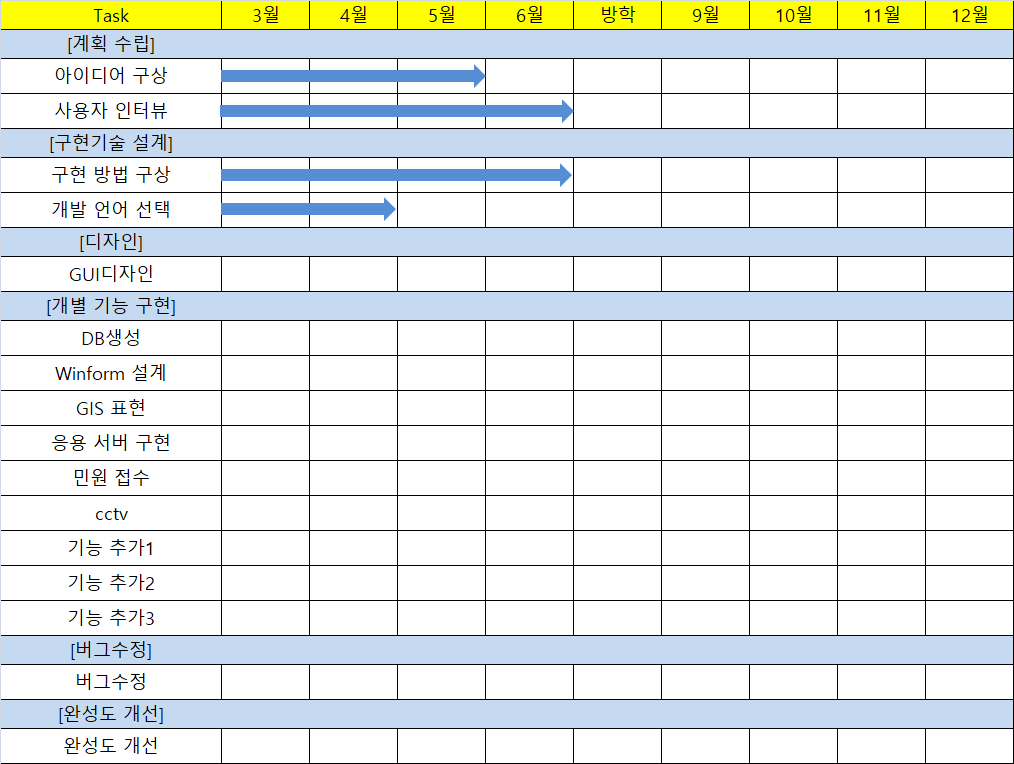 Task 3월 4월 5월 6월 방학 9월 10월 11월 12월
[계획 수립]
아이디어 구상
사용자 인터뷰
[구현기술 설계]
구현 방법 구상
개발 언어 선택
[디자인]
GUI디자인
[개별 기능 구현]
DB생성
Winform 설계
GIS 표현
응용 서버 구현
민원 접수
cctv
기능 추가1
기능 추가2
기능 추가3
[버그수정]
버그수정
[완성도 개선]
완성도 개선